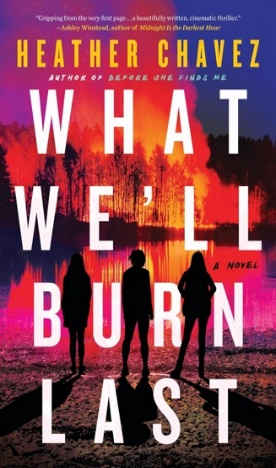 "Gripping from the very first page ... a beautifully written, cinematic thriller."
—Ashley Winstead, author of Midnight Is the Darkest Hour
HEATHER CHAVEZ
AUTHOR OF BEFORE SHE FINDS ME
WHAT
WE'LL
A NOVEL
BURN
LAST